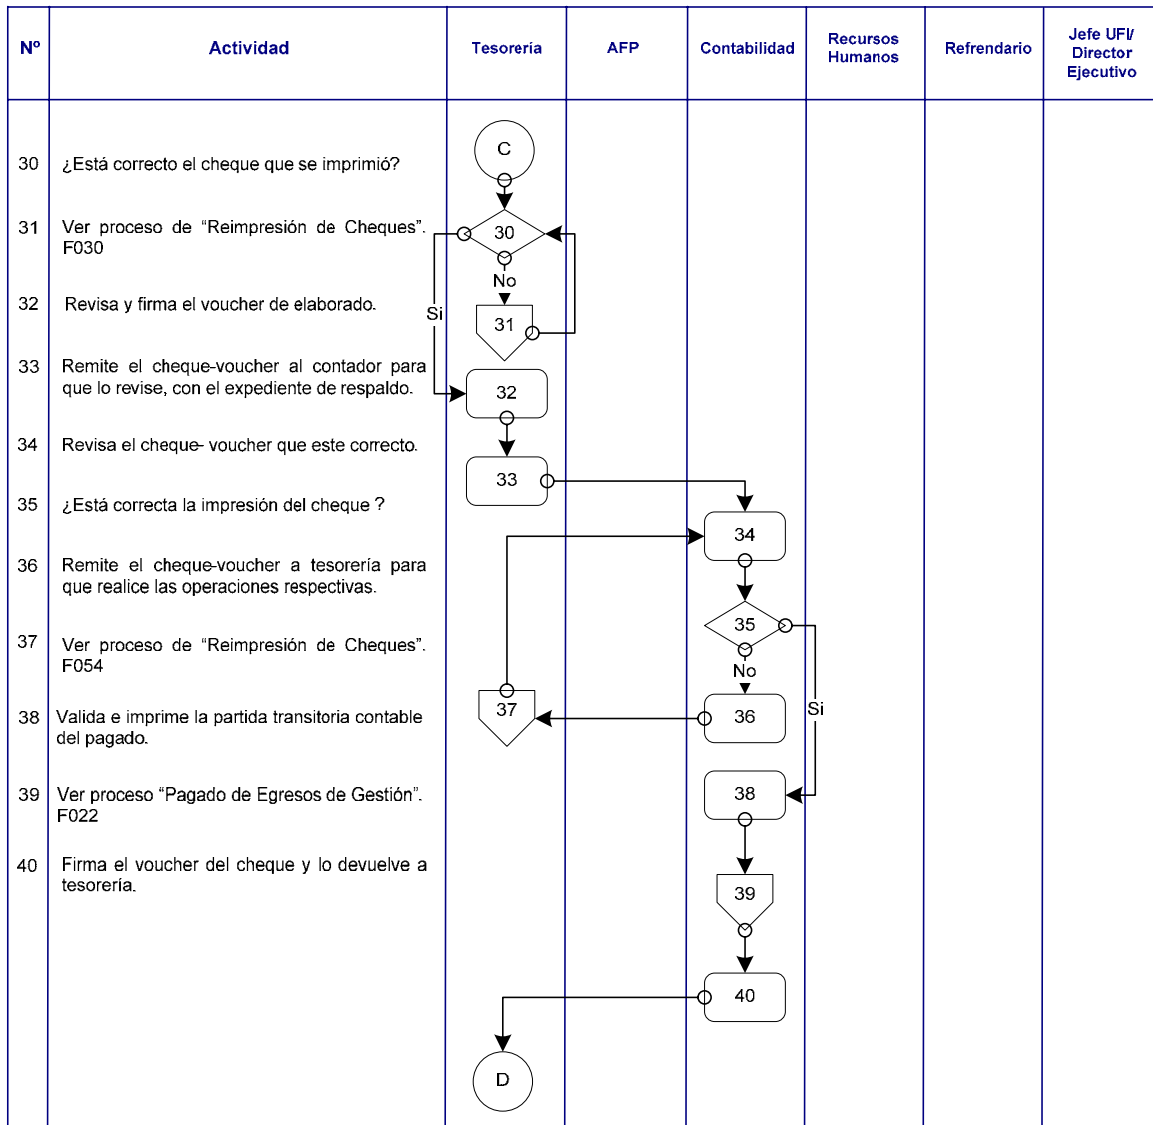 Nº
Actividad
Tesorería
AFP
Contabilidad
Recursos
Humanos
Refrendario
Jefe UFI/
Director
Ejecutivo
30
¿Está correcto el cheque que se imprimió?
31
Ver proceso de “Reimpresión de Cheques”.
F030
32
Revisa y firma el voucher de elaborado.
33
Remite el cheque-voucher al contador para
que lo revise, con el expediente de respaldo.
34
Revisa el cheque- voucher que este correcto.
35
¿Está correcta la impresión del cheque ?
36
Remite el cheque-voucher a tesorería para
que realice las operaciones respectivas.
37
Ver proceso de “Reimpresión de Cheques”.
F054
38
Valida e imprime la partida transitoria contable
del pagado.
39
Ver proceso “Pagado de Egresos de Gestión”.
F022
40
Firma el voucher del cheque y lo devuelve a
tesorería.
C
30
No
Si
31
32
33
34
35
No
Si
37
36
38
39
40
D